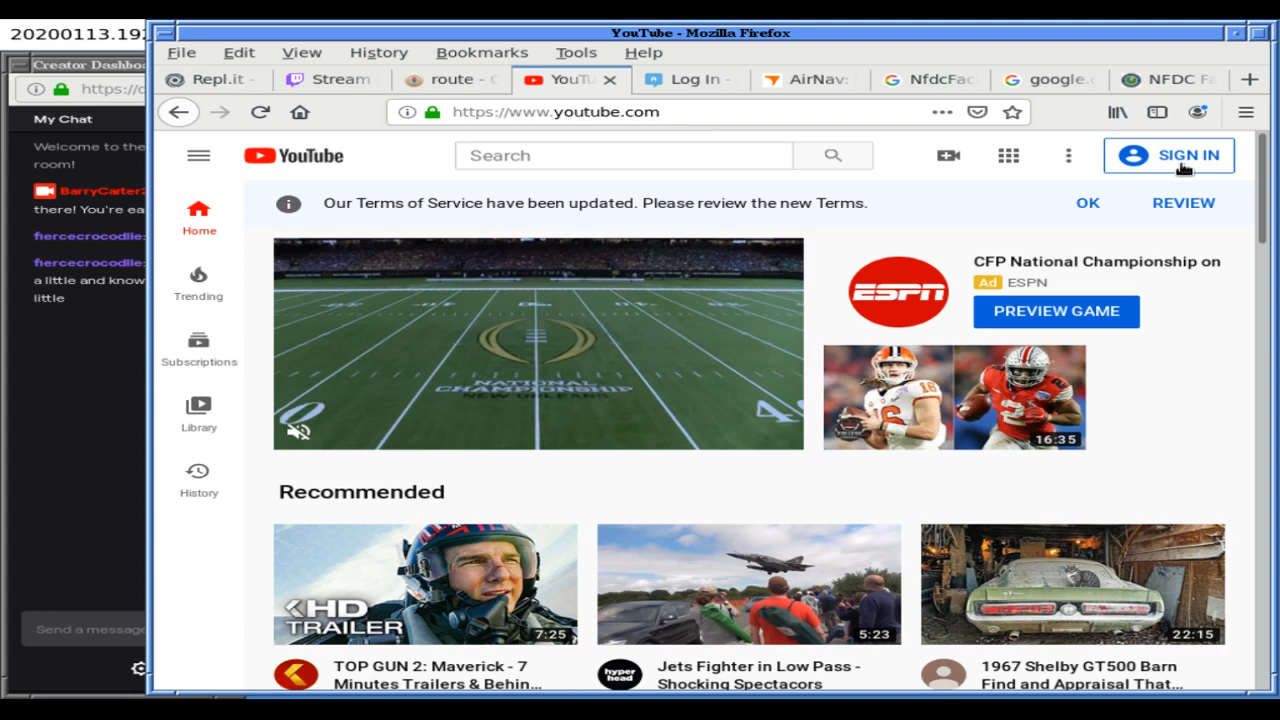 20200113.192
YouTube - Mozilla Firefox
Creator Dashbo
File Edit View History Bookmarks Tools Help
Repl.it -
Stream
route - C
YouTu
Log In -
AirNav:
NfdcFac
google.c
NFDC Fa
https://
https://www.youtube.com
My Chat
Welcome to the
room!
BarryCarter
there! You're ea
fiercecrocodile:
fiercecrocodile:
a little and know
little
Send a message
YouTube
Search
SIGN IN
Home
Trending
Subscriptions
Library
History
Our Terms of Service have been updated. Please review the new Terms.
OK
REVIEW
NATIONAL
CHAMPIONSHIP
NEW ORLEANS
ESPN
CFP National Championship on
Ad ESPN
PREVIEW GAME
16
2
16:35
Recommended
HD
TRAILER
7:25
5:23
22:15
TOP GUN 2: Maverick - 7
Minutes Trailers & Behin...
hyper
head
Jets Fighter in Low Pass -
Shocking Spectacors
1967 Shelby GT500 Barn
Find and Appraisal That...